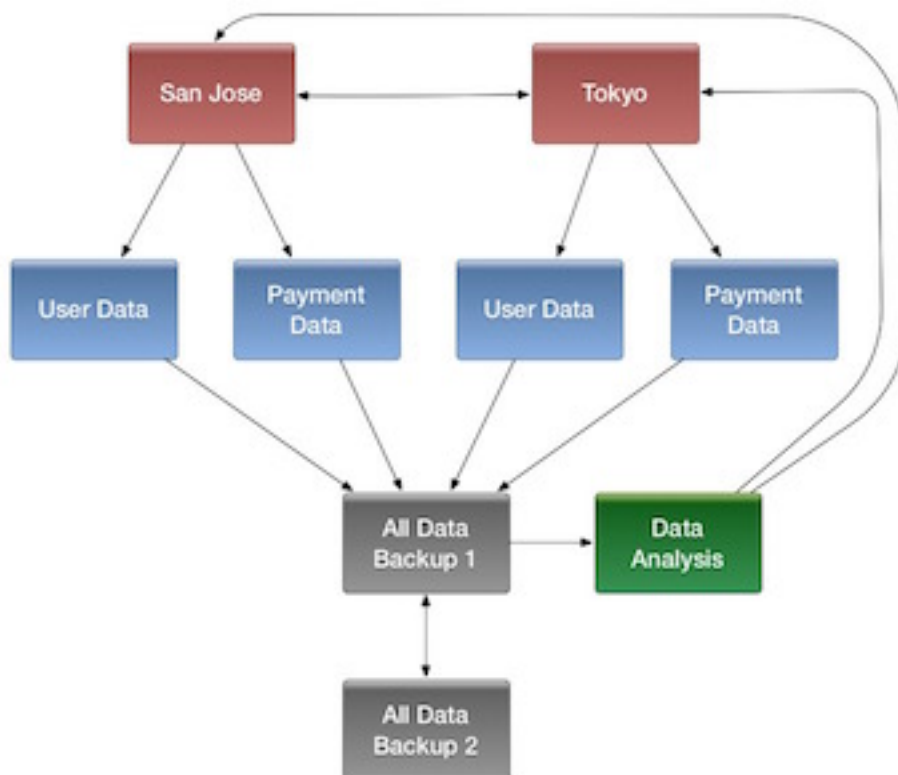 San Jose
Tokyo
User Data
Payment
Data
User Data
Payment
Data
All Data
Backup 1
Data
Analysis
All Data
Backup 2